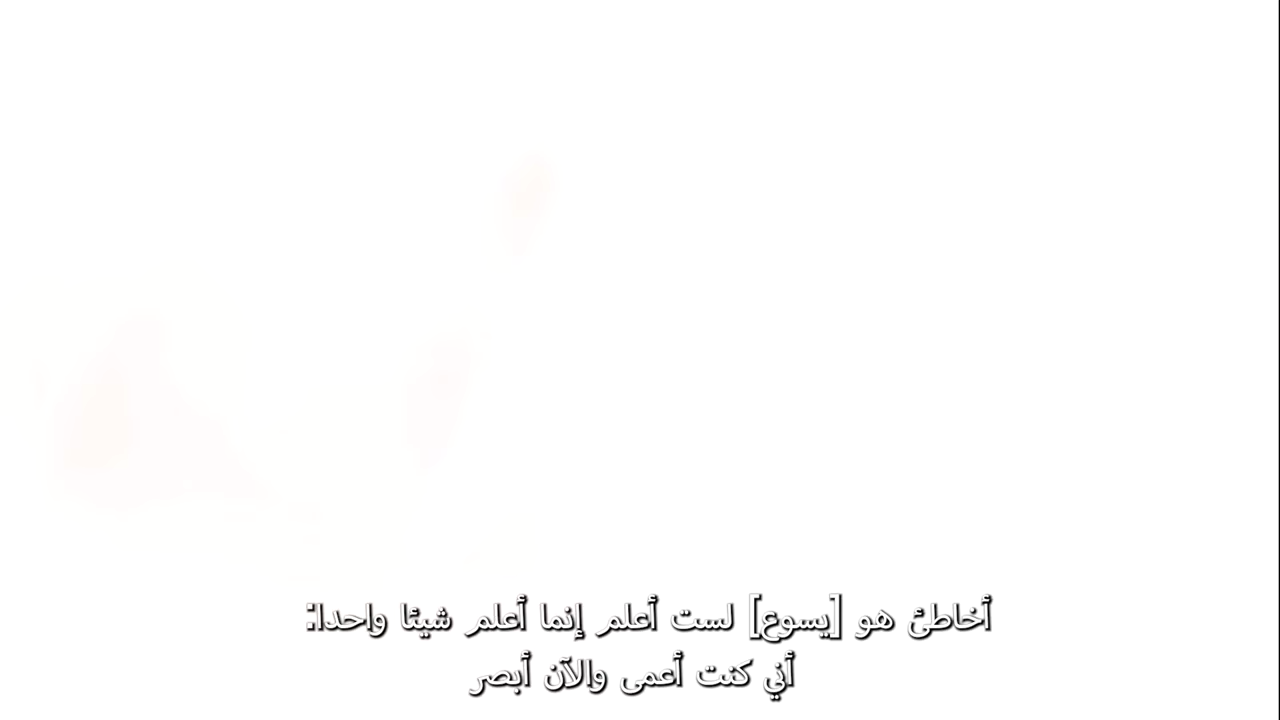 أخاطئ هو [يسوع] لست أعلم إنما أعلم شيئا واحدا:
أني كنت أعمى والآن أبصر